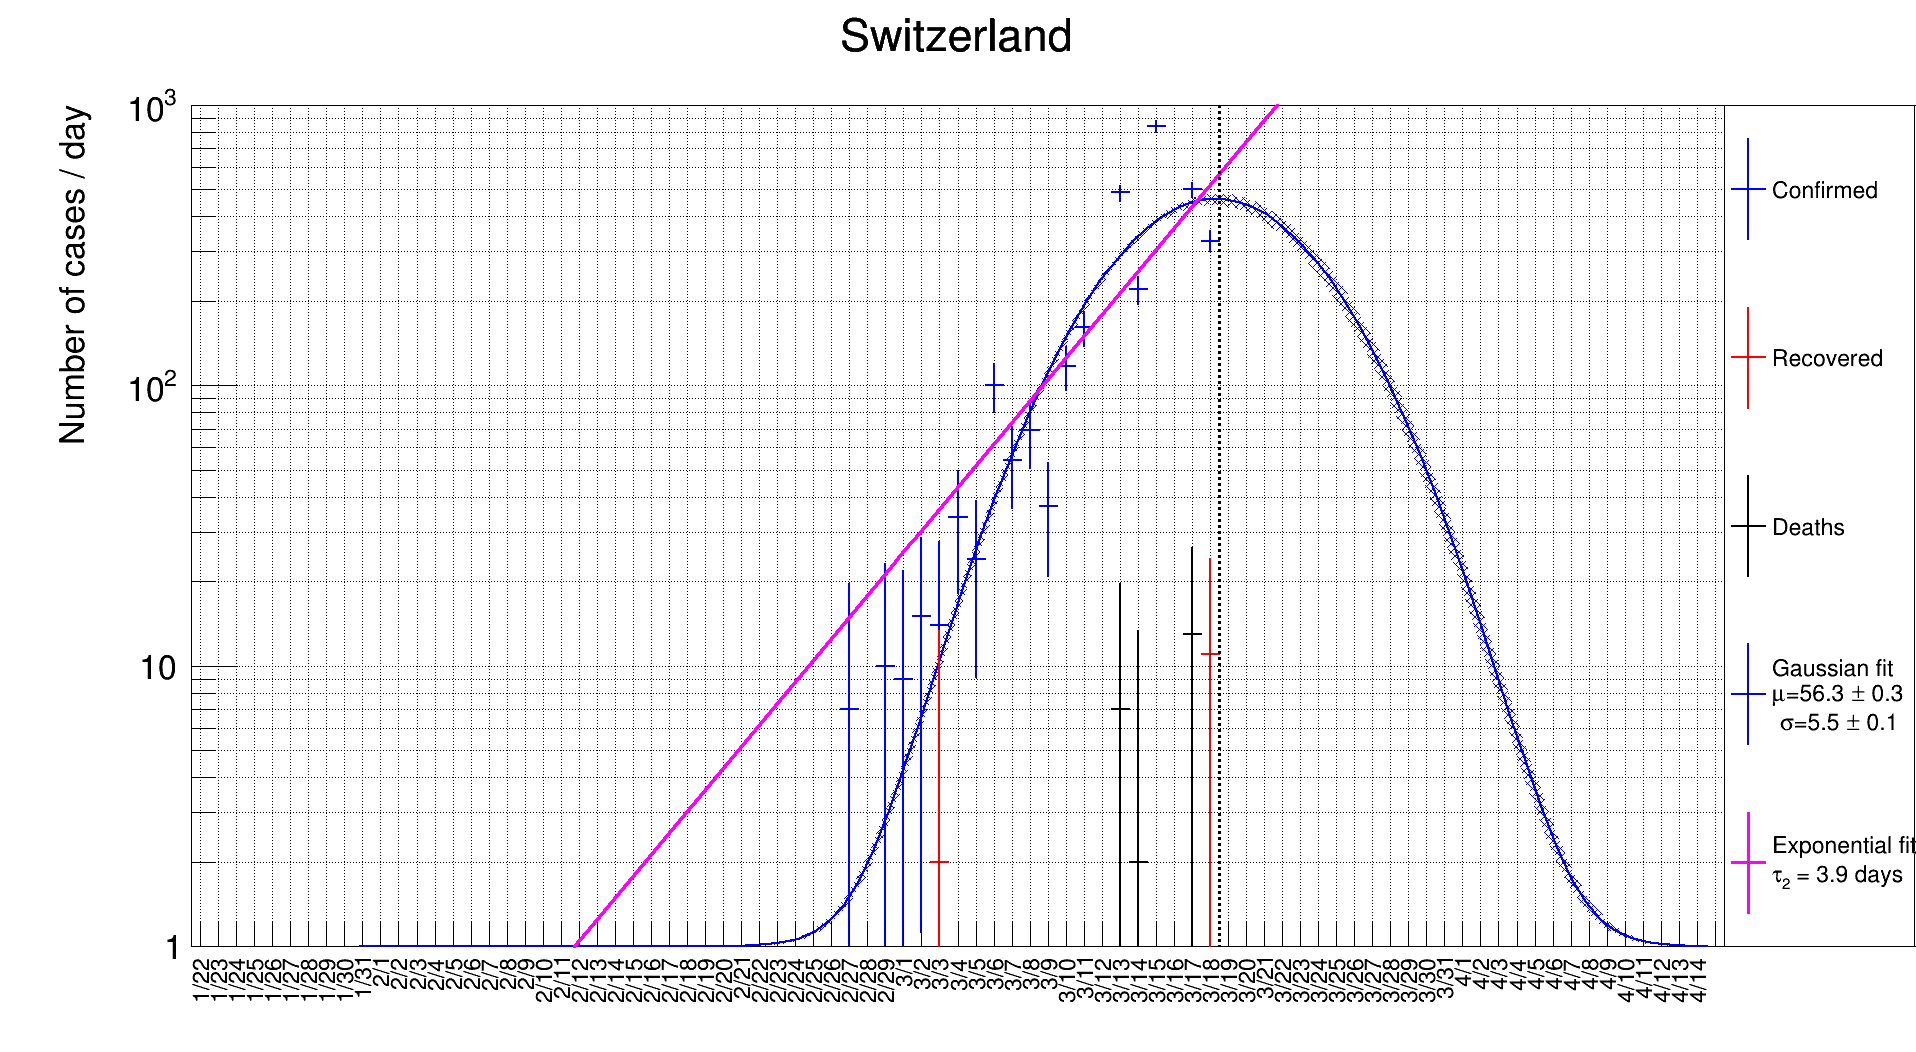 Switzerland
Number of cases / day
10³
10²
10
1
1/22 1/23 1/24 1/25 1/26 1/27 1/28 1/29 1/30 1/31 2/1 2/2 2/3 2/4 2/5 2/6 2/7 2/8 2/9 2/10 2/11 2/12 2/13 2/14 2/15 2/16 2/17 2/18 2/19 2/20 2/21 2/22 2/23 2/24 2/25 2/26 2/27 2/28 2/29 3/1 3/2 3/3 3/4 3/5 3/6 3/7 3/8 3/9 3/10 3/11 3/12 3/13 3/14 3/15 3/16 3/17 3/18 3/19 3/20 3/21 3/22 3/23 3/24 3/25 3/26 3/27 3/28 3/29 3/30 3/31 4/1 4/2 4/3 4/4 4/5 4/6 4/7 4/8 4/9 4/10 4/11 4/12 4/13 4/14
Confirmed
Recovered
Deaths
Gaussian fit
μ=56.3 ± 0.3
σ=5.5 ± 0.1
Exponential fit
τ₂ = 3.9 days